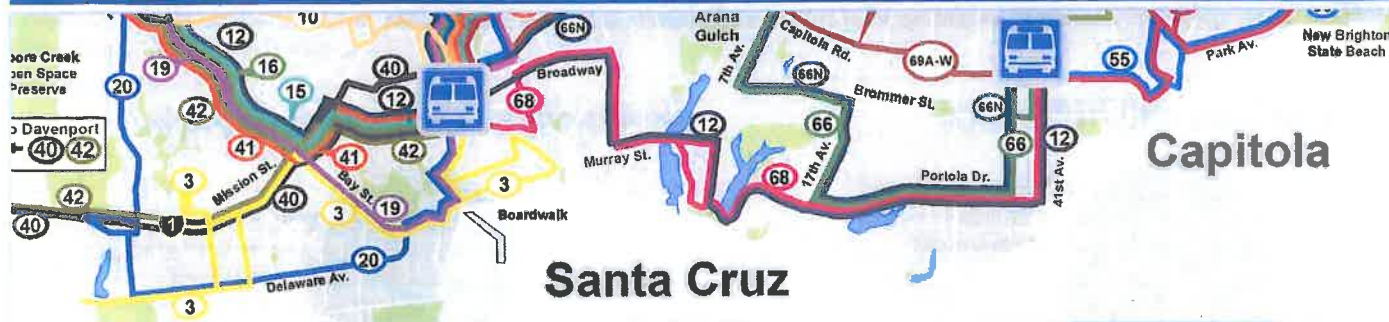 10
12
19
16
20
42
15
41
oore Creek
pen Space
Preserve
o Davenport
40 42
40
12
42
41
3
Mission St.
Bay St.
42
40
1
40
3
19
3
Boardwalk
20
Delaware Av.
3
66N
Broadway
68
Murray St.
12
Arana
Gulch
7th Av.
Capitola Rd.
69A-W
66N
Brommer St.
66
17th Av.
68
Portola Dr.
66N
66
12
41st Av.
55
Park Av.
New Brighton
State Beach
Capitola
Santa Cruz